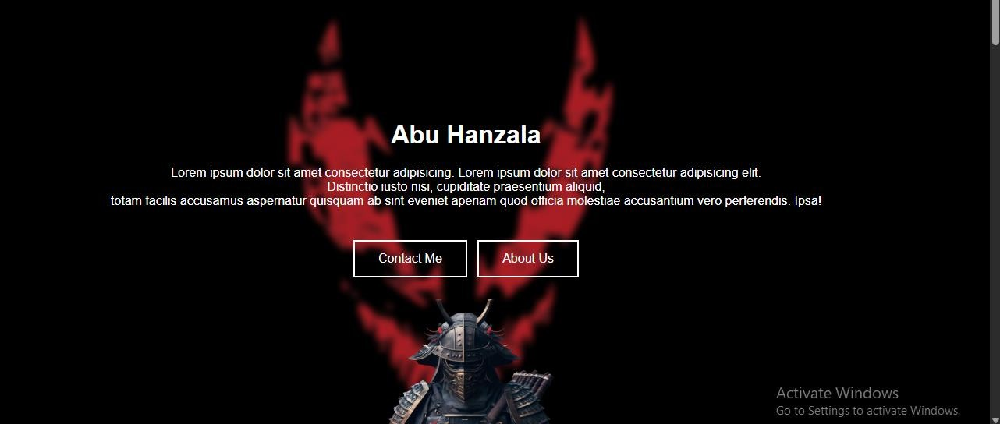 Abu Hanzala
Lorem ipsum dolor sit amet consectetur adipisicing. Lorem ipsum dolor sit amet consectetur adipisicing elit.
Distinctio iusto nisi, cupiditate praesentium aliquid,
totam facilis accusamus aspernatur quisquam ab sint eveniet aperiam quod officia molestiae accusantium vero perferendis. Ipsa!
Contact Me
About Us
Activate Windows
Go to Settings to activate Windows.